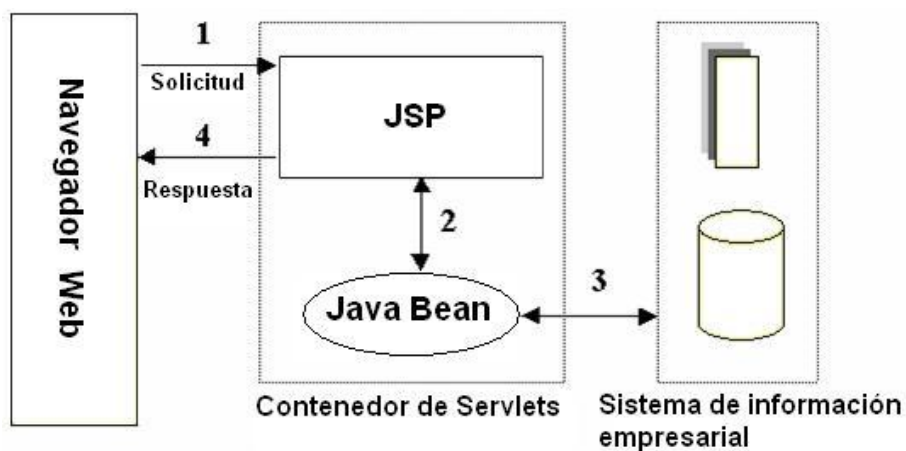 Navegador Web
1
Solicitud
4
Respuesta
JSP
2
Java Bean
3
Contenedor de Servlets
Sistema de información
empresarial